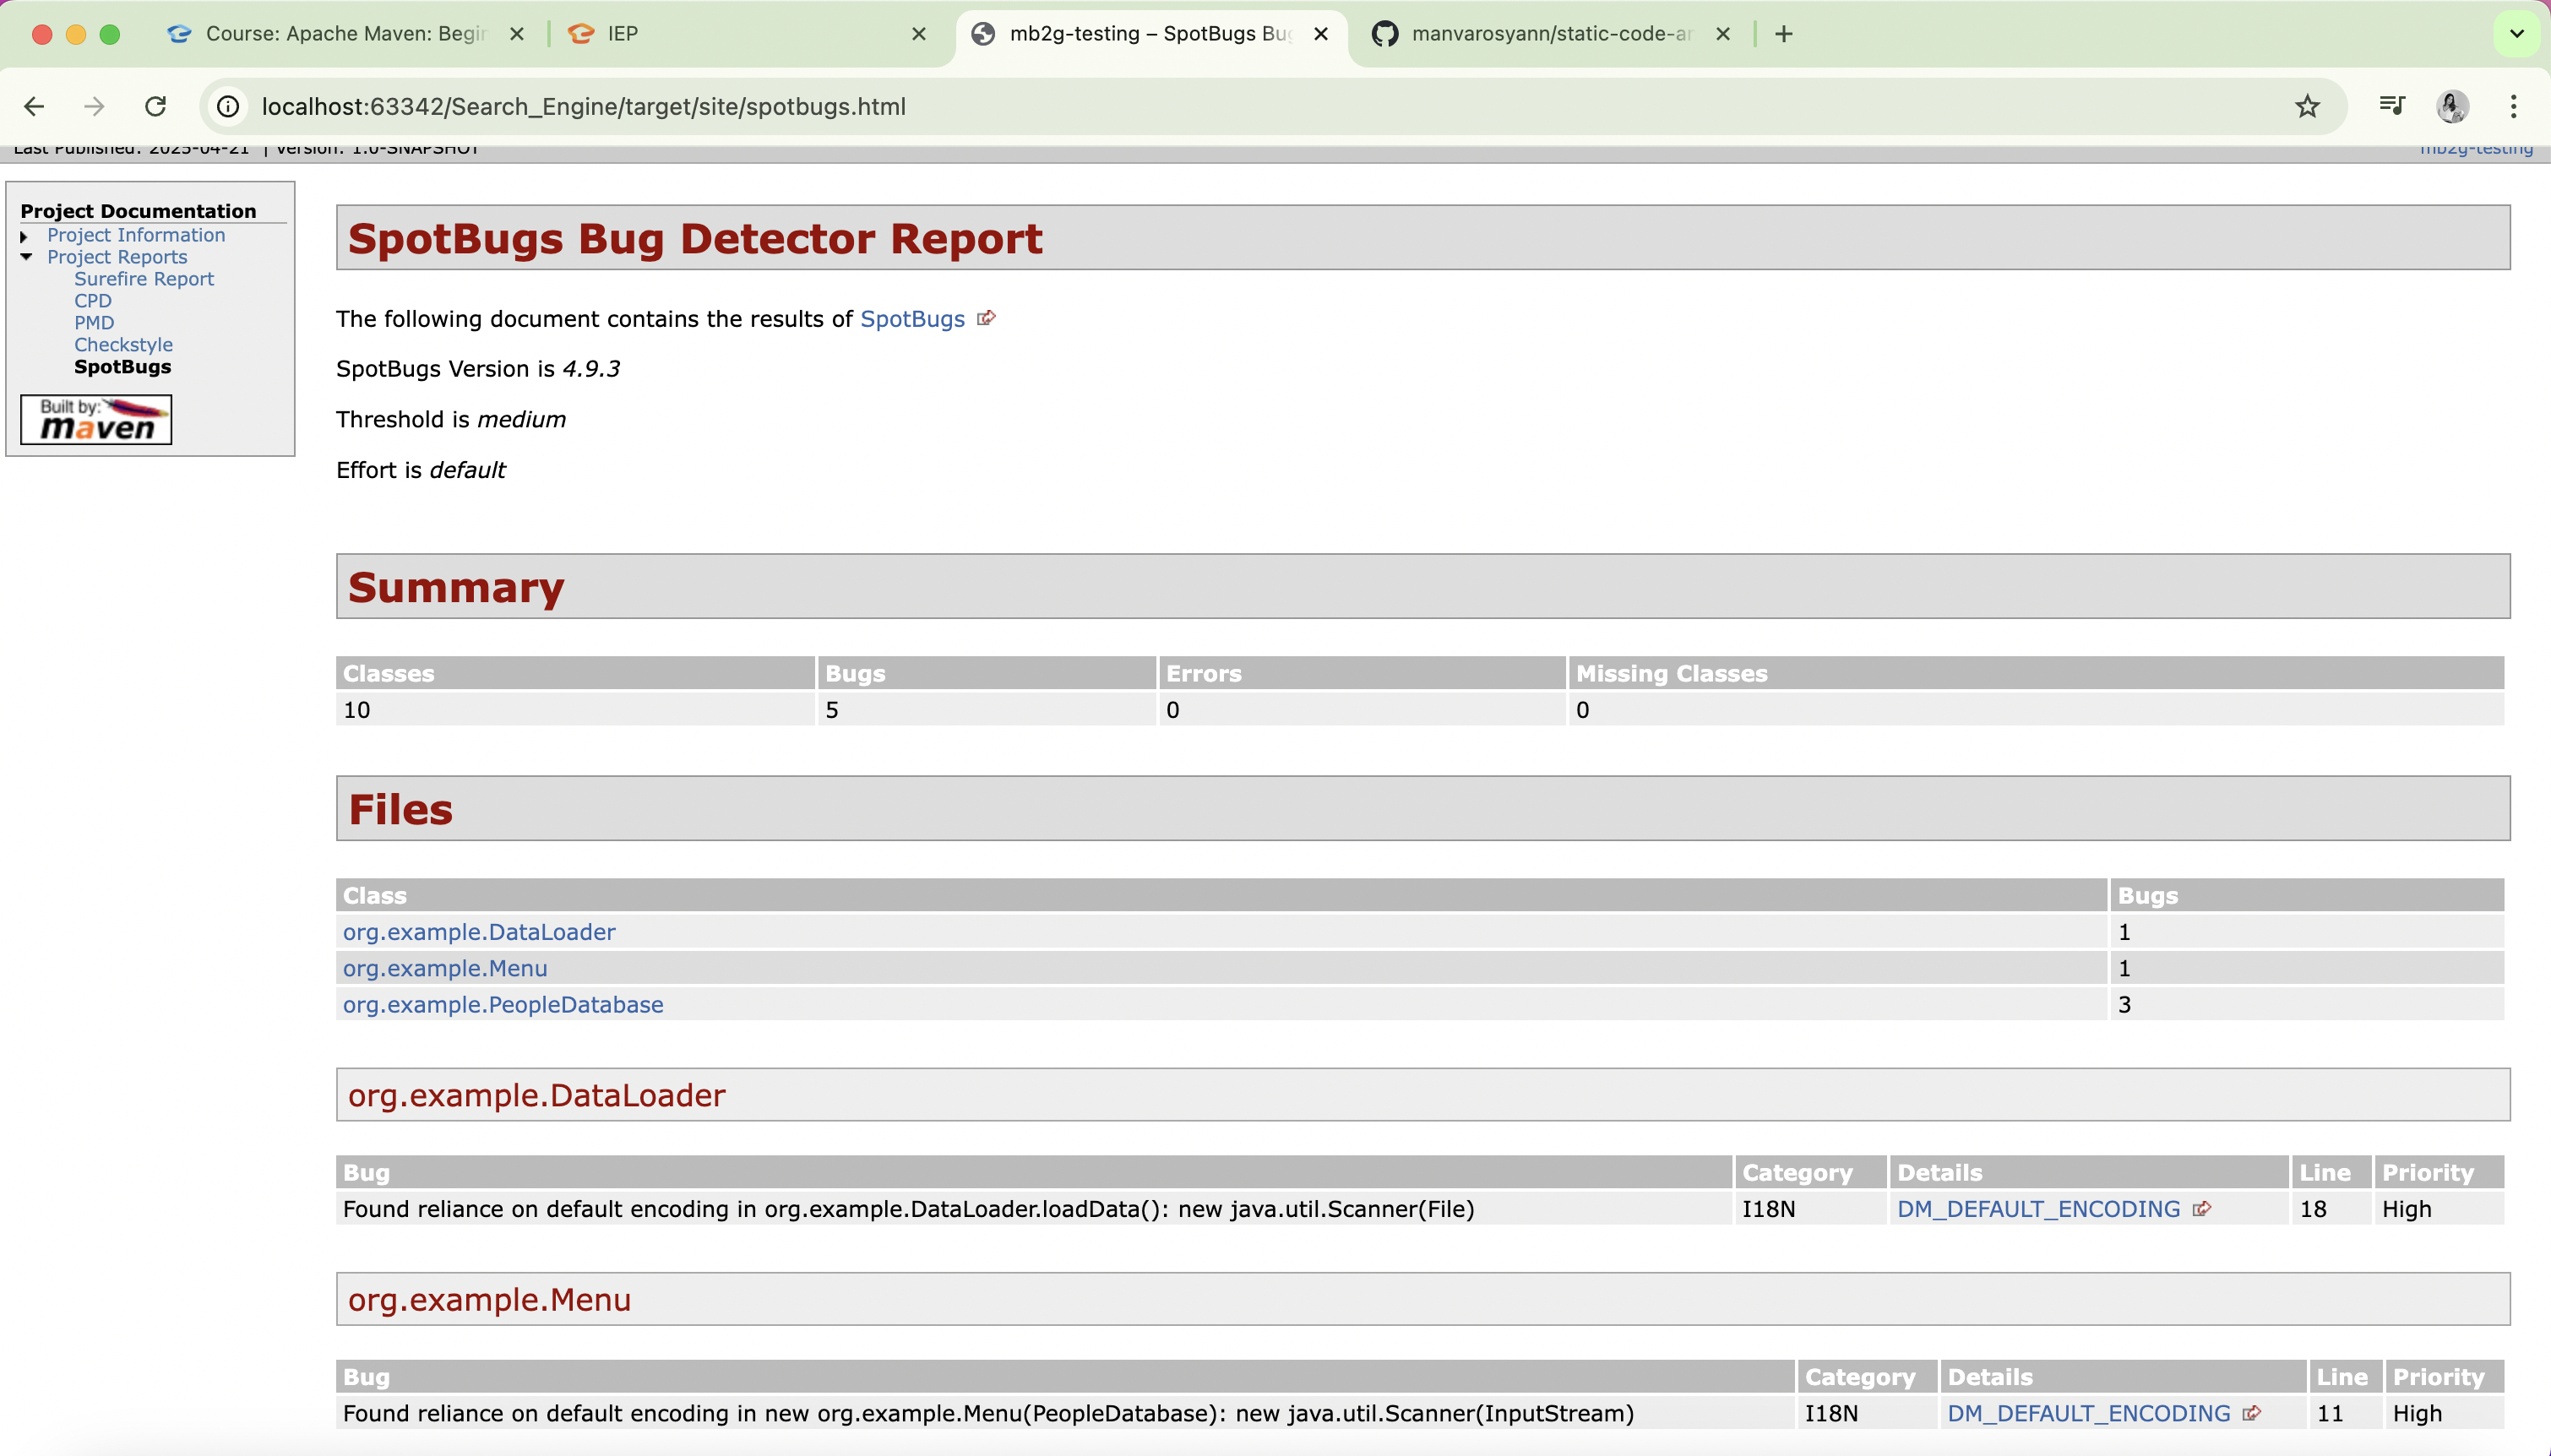 Course: Apache Maven: Begin
IEP
mb2g-testing – SpotBugs Bug
manvarosyann/static-code-an
localhost:63342/Search_Engine/target/site/spotbugs.html
Last Published: 2025-04-21 | Version: 1.0-SNAPSHOT
mb2g-testing
Project Documentation
Project Information
Project Reports
Surefire Report
CPD
PMD
Checkstyle
SpotBugs
Built by:
maven
SpotBugs Bug Detector Report
The following document contains the results of SpotBugs
SpotBugs Version is 4.9.3
Threshold is medium
Effort is default
Summary
Classes Bugs Errors Missing Classes
10 5 0 0
Files
Class Bugs
org.example.DataLoader 1
org.example.Menu 1
org.example.PeopleDatabase 3
org.example.DataLoader
Bug Category Details Line Priority
Found reliance on default encoding in org.example.DataLoader.loadData(): new java.util.Scanner(File) I18N DM_DEFAULT_ENCODING 18 High
org.example.Menu
Bug Category Details Line Priority
Found reliance on default encoding in new org.example.Menu(PeopleDatabase): new java.util.Scanner(InputStream) I18N DM_DEFAULT_ENCODING 11 High